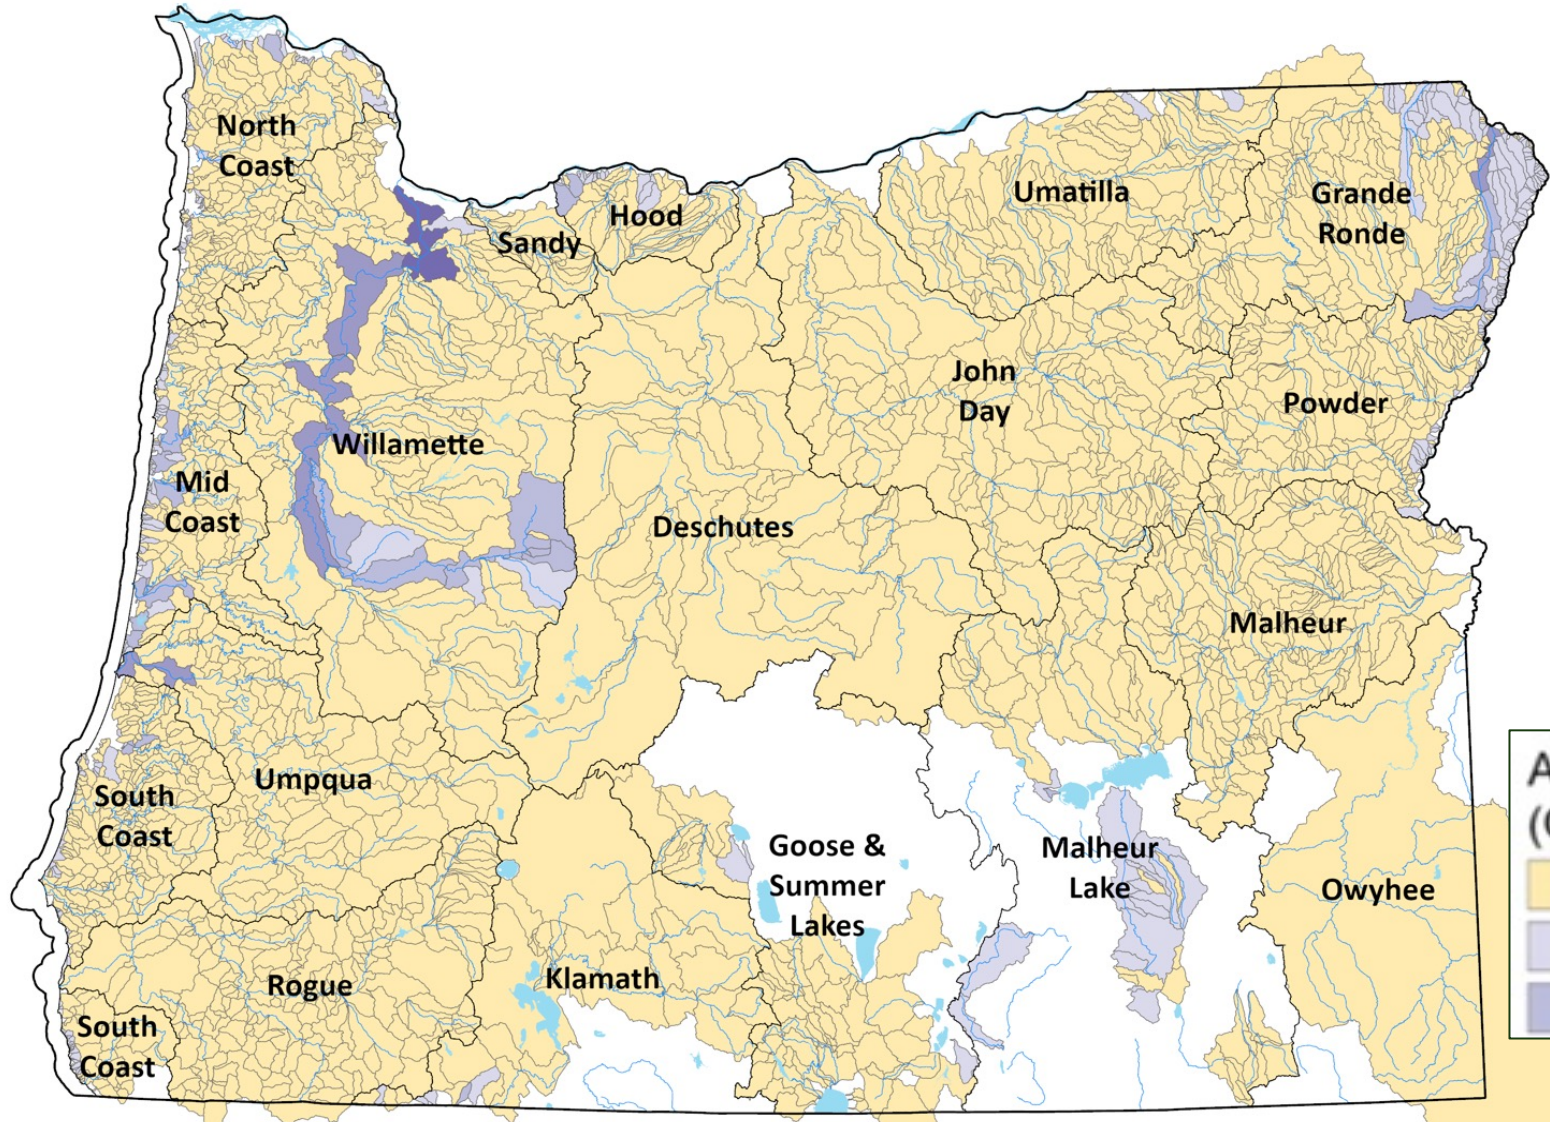 North
Coast
Sandy
Hood
Umatilla
Grande
Ronde
Willamette
Mid
Coast
Deschutes
John
Day
Powder
Malheur
South
Coast
Umpqua
Goose &
Summer
Lakes
Malheur
Lake
Owyhee
Rogue
Klamath
South
Coast
A
(